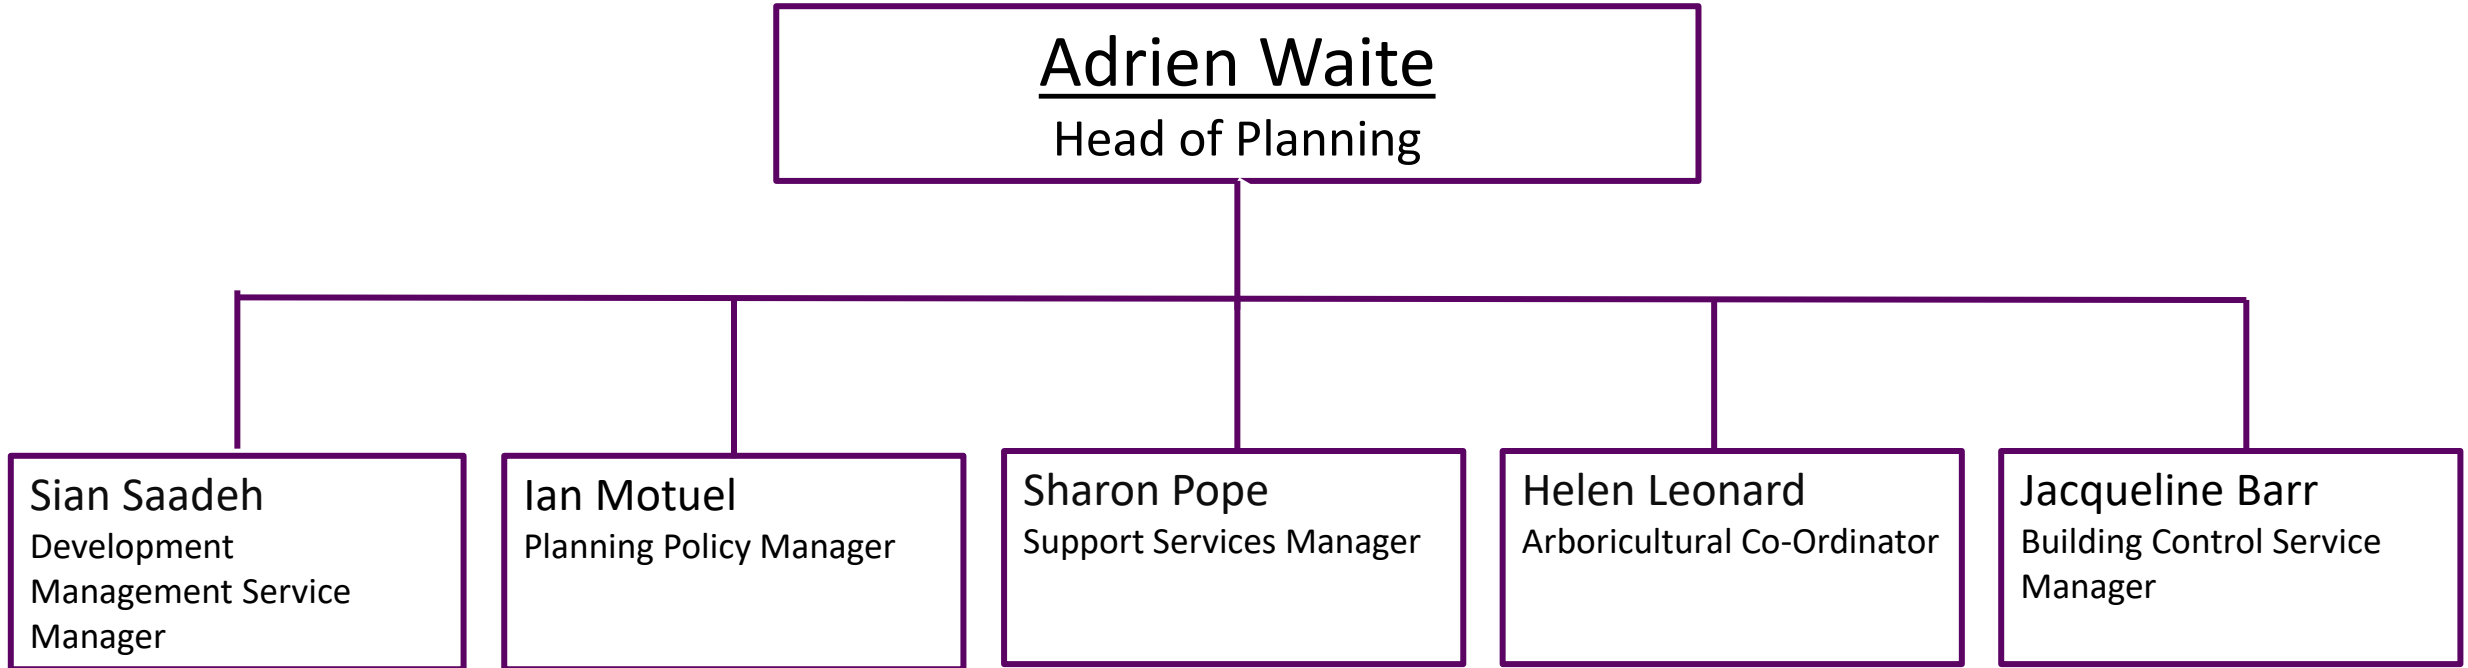 Adrien Waite
Head of Planning
Sian Saadeh
Development
Management Service
Manager
Ian Motuel
Planning Policy Manager
Sharon Pope
Support Services Manager
Helen Leonard
Arboricultural Co-Ordinator
Jacqueline Barr
Building Control Service
Manager